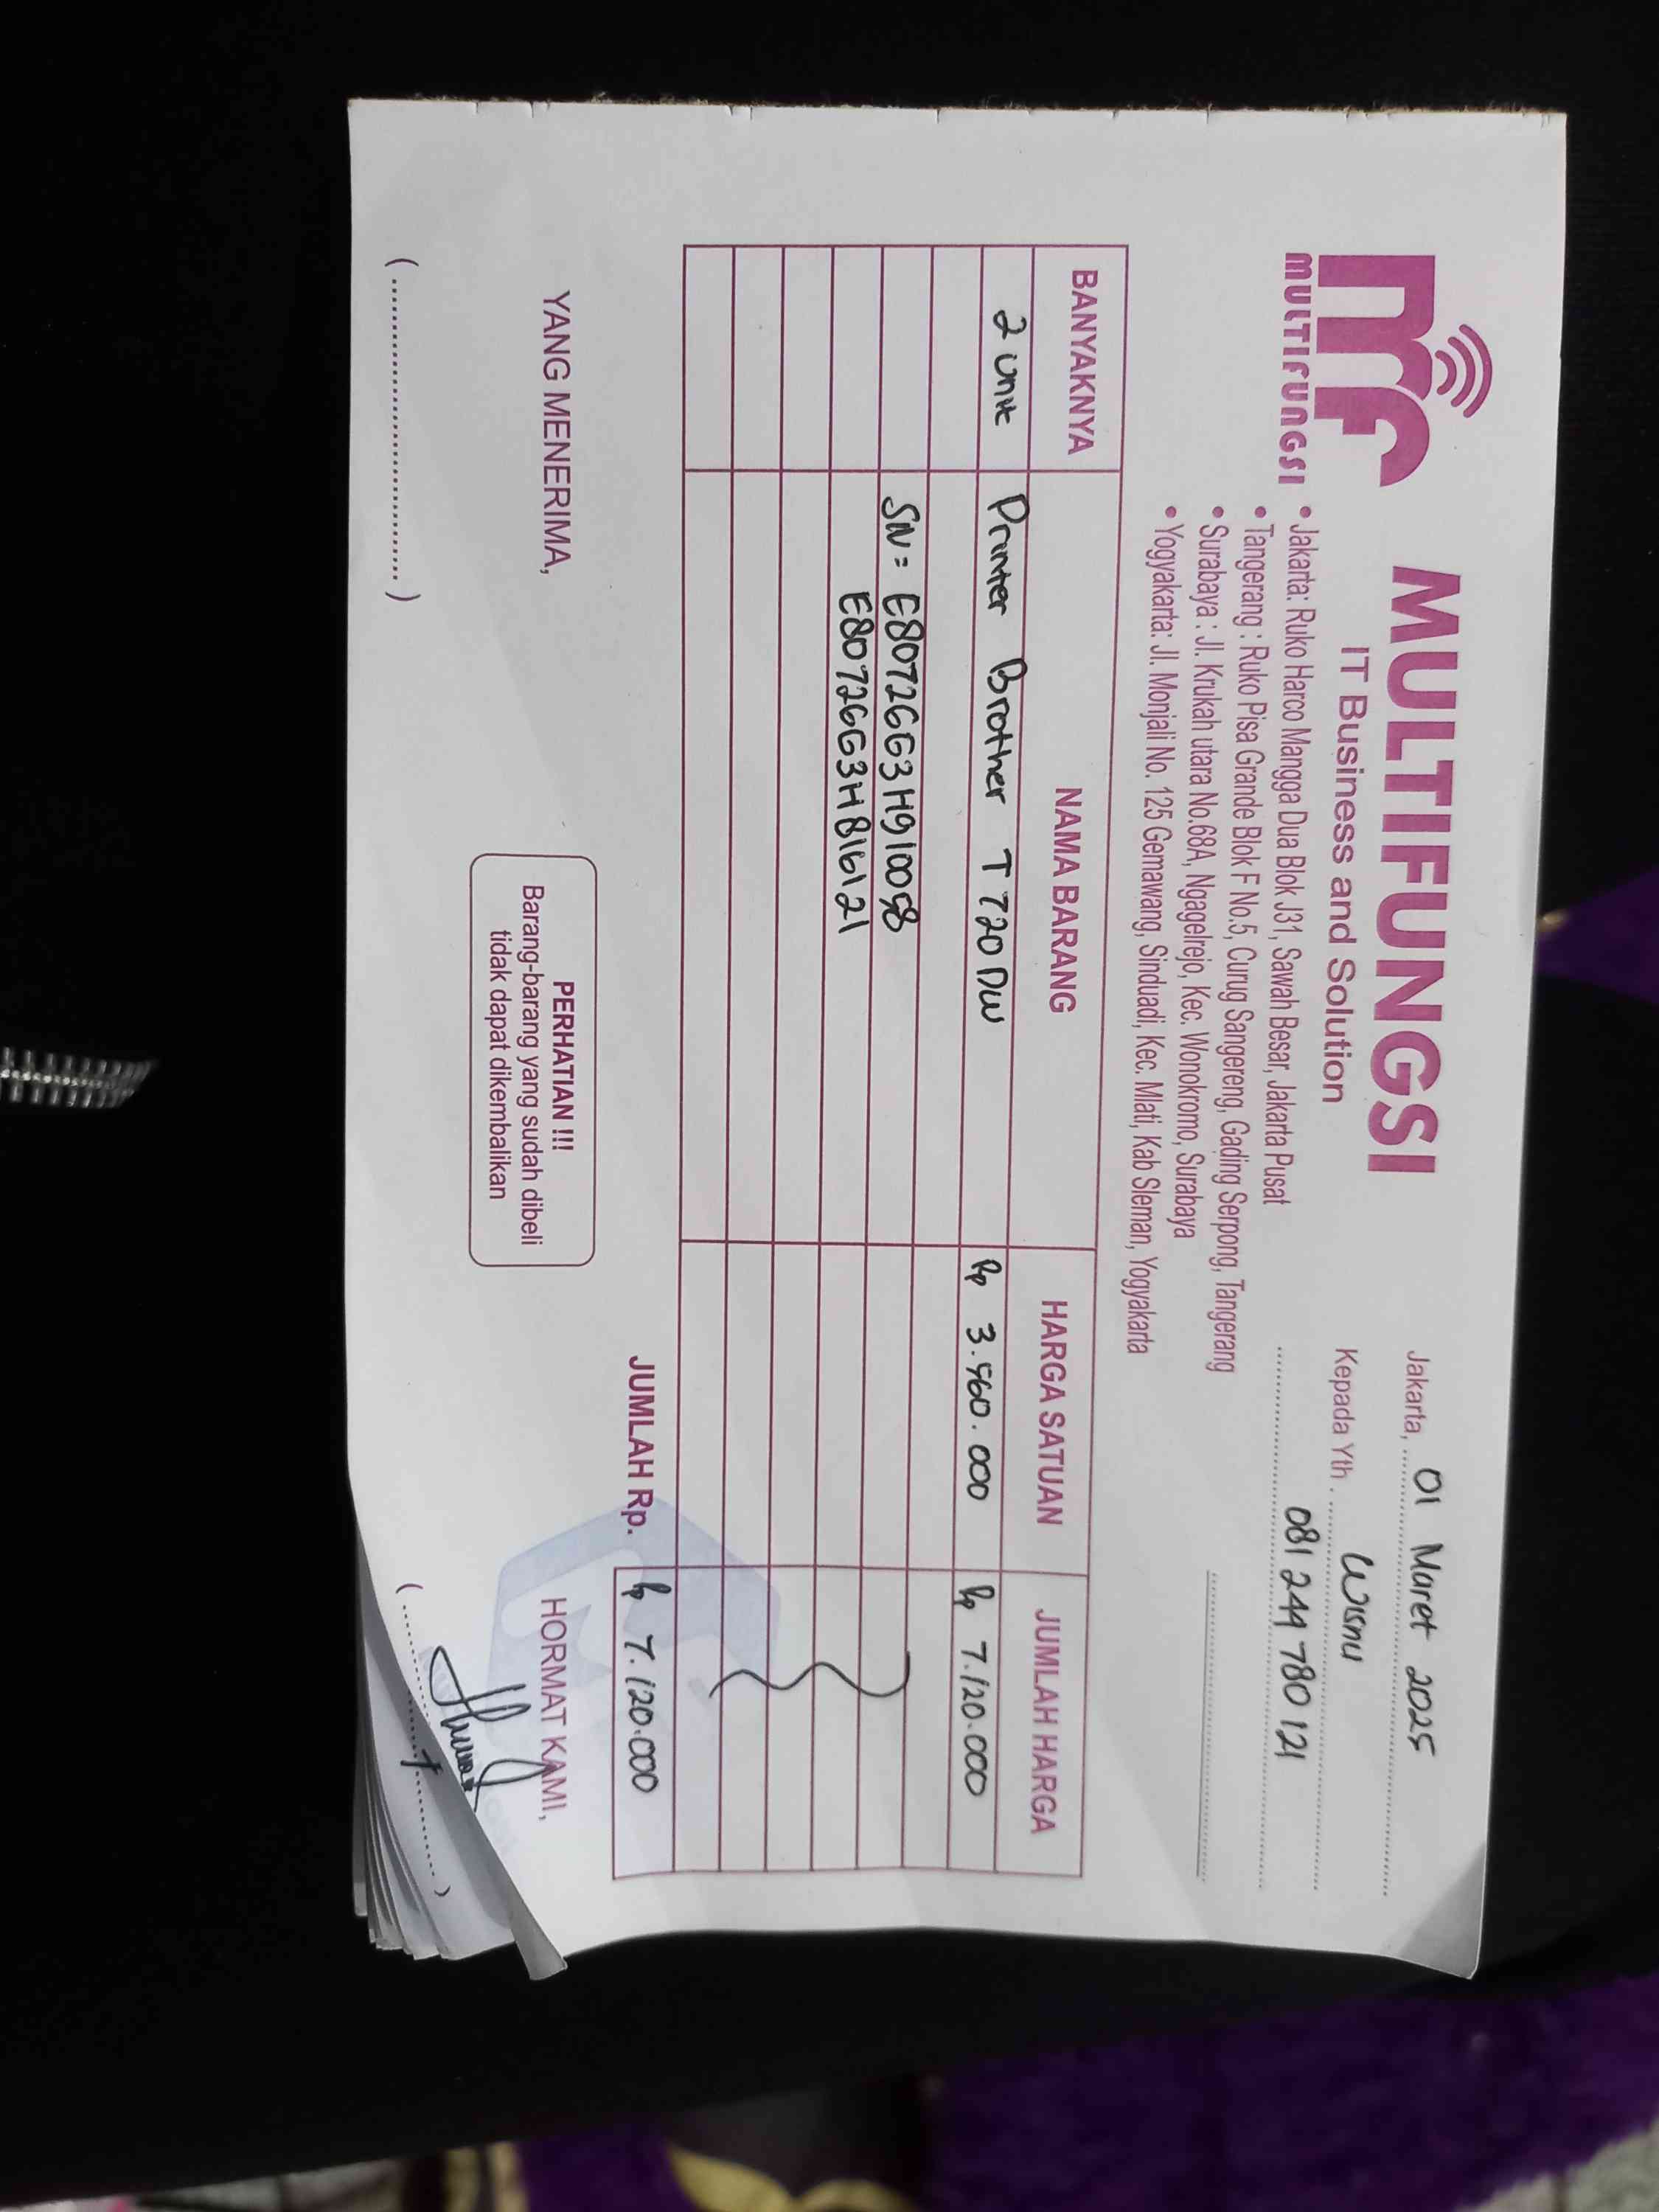 mf
MULTIFUNGSI
MULTIFUNGSI
IT Business and Solution
• Jakarta: Ruko Harco Mangga Dua Blok J31, Sawah Besar, Jakarta Pusat
• Tangerang : Ruko Pisa Grande Blok F No.5, Curug Sangereng, Gading Serpong, Tangerang
• Surabaya : Jl. Krukah utara No.68A, Ngagelrejo, Kec. Wonokromo, Surabaya
• Yogyakarta: Jl. Monjali No. 125 Gemawang, Sinduadi, Kec. Mlati, Kab Sleman, Yogyakarta
Jakarta, 01 Maret 2025
Kepada Yth. Wisnu
081 244 780 121
BANYAKNYA NAMA BARANG HARGA SATUAN JUMLAH HARGA
2 unit Printer Brother T720DW Rp 3.560.000 Rp 7.120.000
SN = E80726G3H910058
E80726G3H816121
JUMLAH Rp. Rp 7.120.000
YANG MENERIMA,
PERHATIAN !!!
Barang-barang yang sudah dibeli
tidak dapat dikembalikan
HORMAT KAMI,